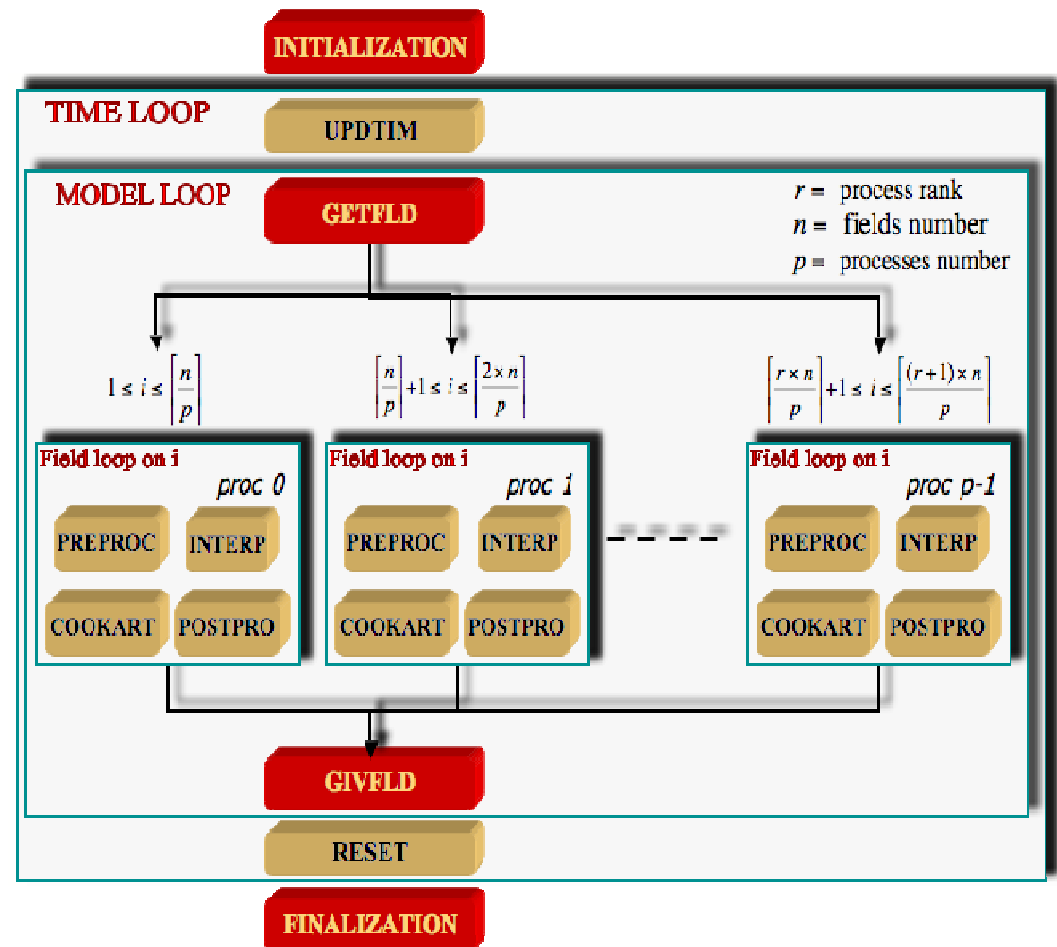 INITIALIZATION
TIME LOOP
UPDTIM
MODEL LOOP
GETFLD
r = process rank
n = fields number
p = processes number
1 ≤ i ≤ ⌈n/p⌉
⌈n/p⌉+1 ≤ i ≤ ⌈2×n/p⌉
⌈r×n/p⌉+1 ≤ i ≤ ⌈(r+1)×n/p⌉
Field loop on i
proc 0
PREPROC
INTERP
COOKART
POSTPRO
Field loop on i
proc 1
PREPROC
INTERP
COOKART
POSTPRO
Field loop on i
proc p-1
PREPROC
INTERP
COOKART
POSTPRO
GIVFLD
RESET
FINALIZATION